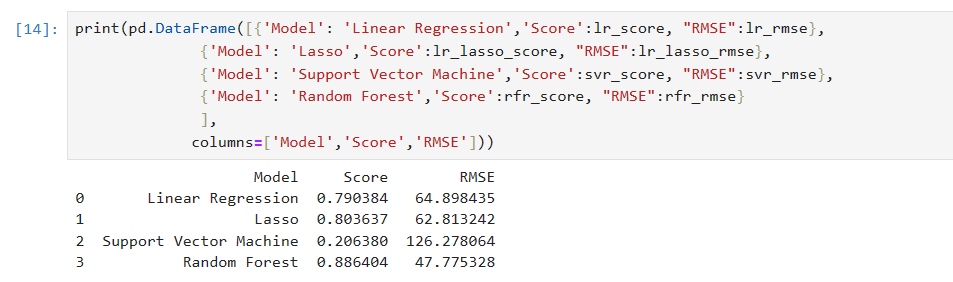 [14]: print(pd.DataFrame([{'Model': 'Linear Regression','Score':lr_score, "RMSE":lr_rmse},
{'Model': 'Lasso','Score':lr_lasso_score, "RMSE":lr_lasso_rmse},
{'Model': 'Support Vector Machine','Score':svr_score, "RMSE":svr_rmse},
{'Model': 'Random Forest','Score':rfr_score, "RMSE":rfr_rmse}
],
columns=['Model','Score','RMSE']))
Model Score RMSE
0 Linear Regression 0.790384 64.898435
1 Lasso 0.803637 62.813242
2 Support Vector Machine 0.206380 126.278064
3 Random Forest 0.886404 47.775328